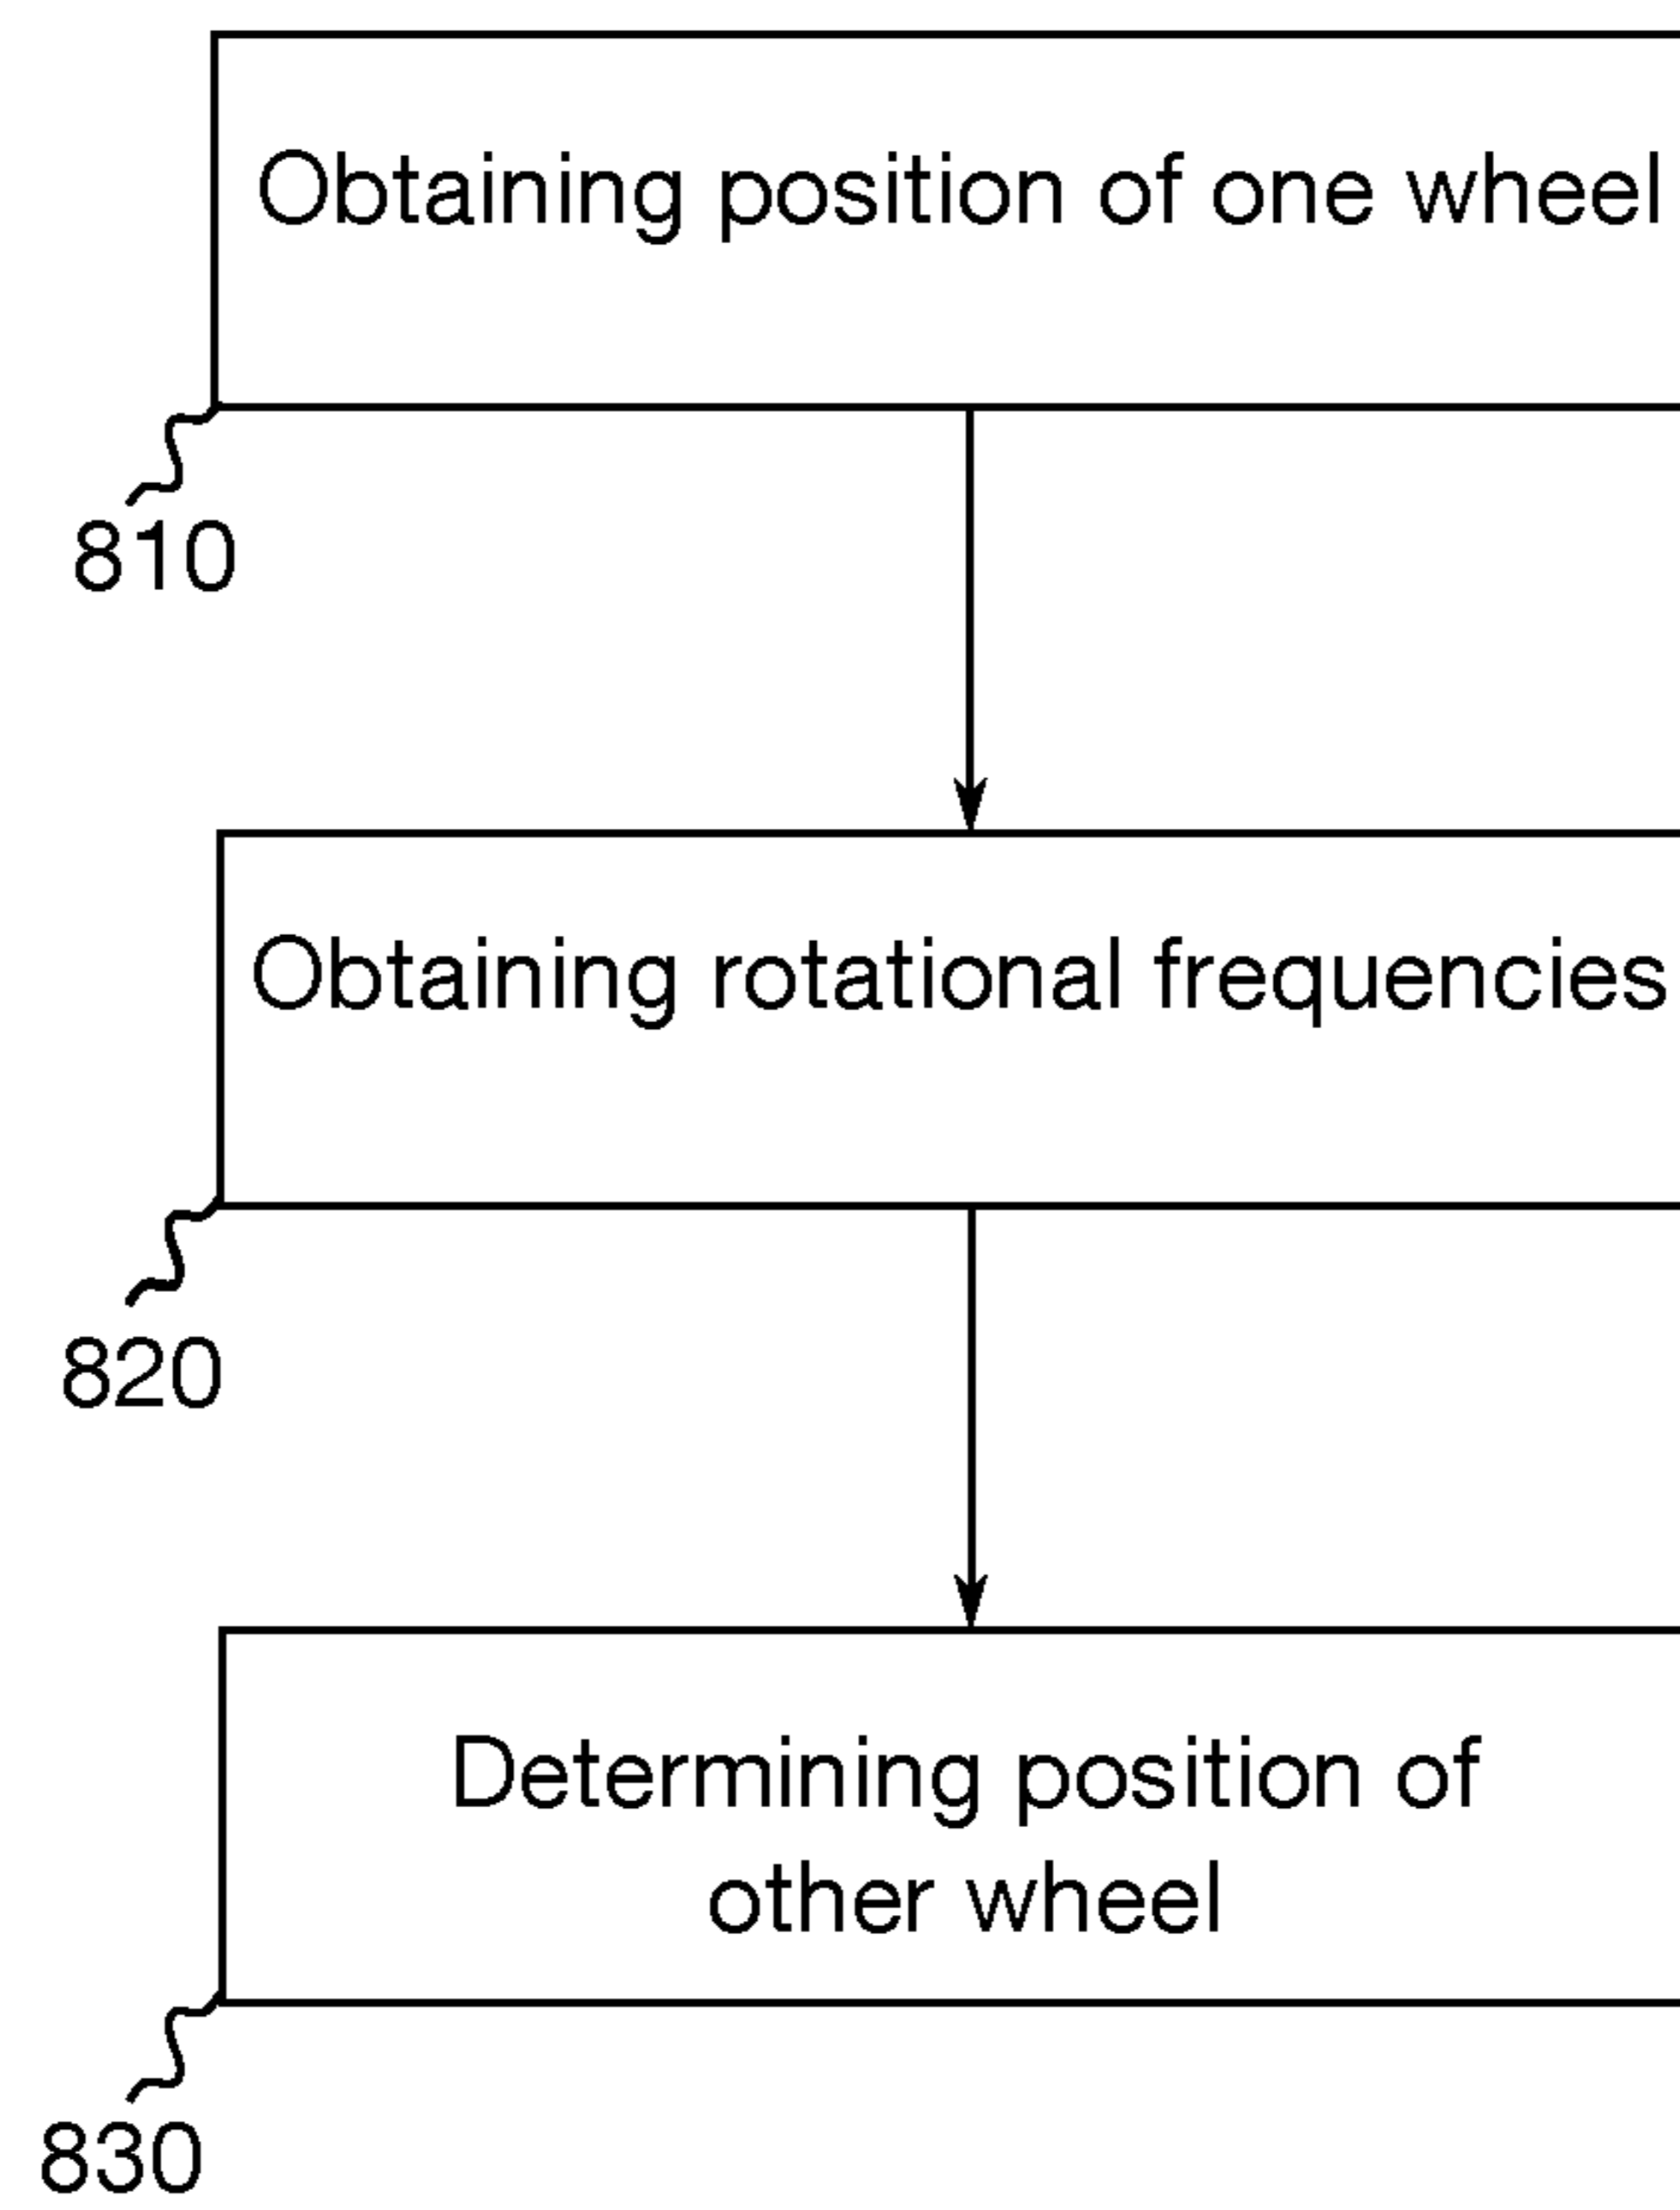 Obtaining position of one wheel
810
Obtaining rotational frequencies
820
Determining position of
other wheel
830